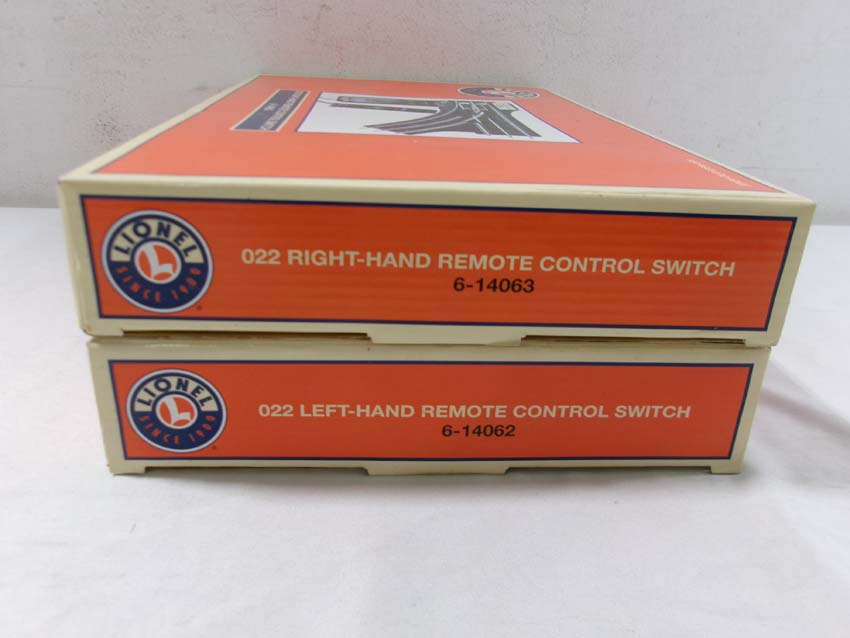 LIONEL
L
SINCE 1900
022 RIGHT-HAND REMOTE CONTROL SWITCH
6-14063
LIONEL
L
SINCE 1900
022 LEFT-HAND REMOTE CONTROL SWITCH
6-14062